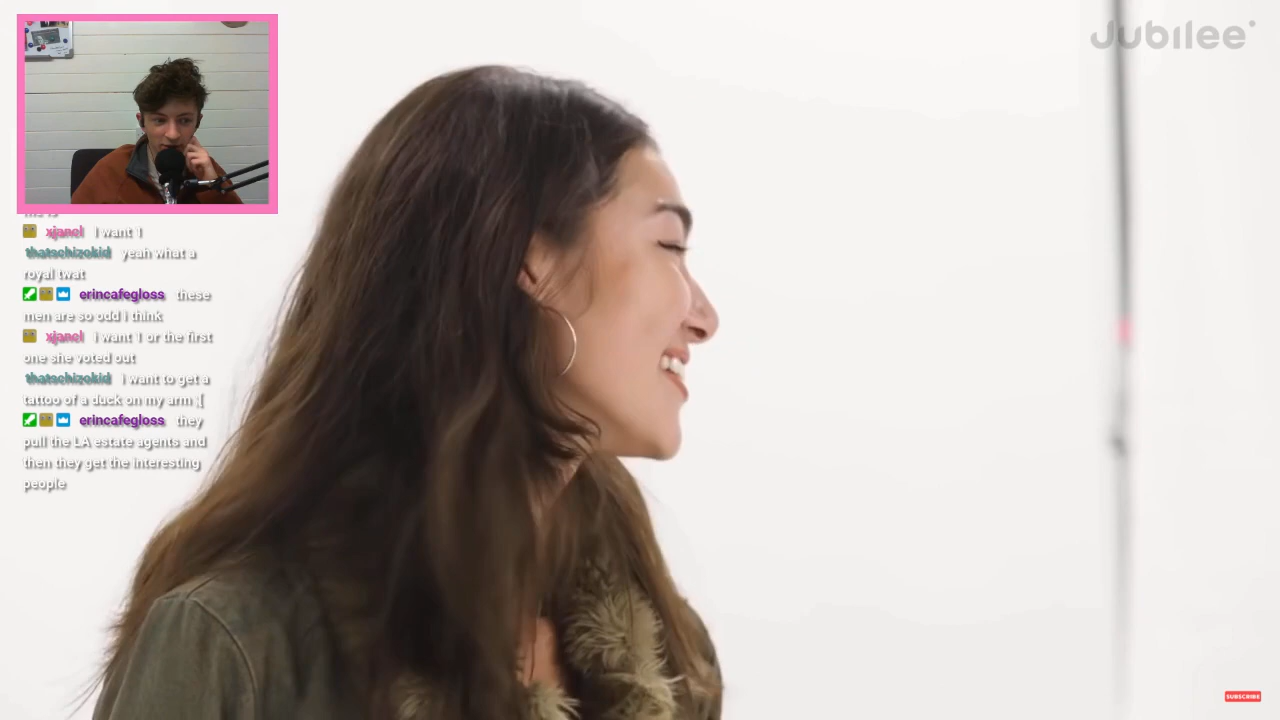 Jubilee
xjancl I want 1
thatschizokid yeah what a
royal twat
erincafegloss these
men are so odd i think
xjancl i want 1 or the first
one she voted out
thatschizokid i want to get a
tattoo of a duck on my arm ;[
erincafegloss they
pull the LA estate agents and
then they get the interesting
people
SUBSCRIBE